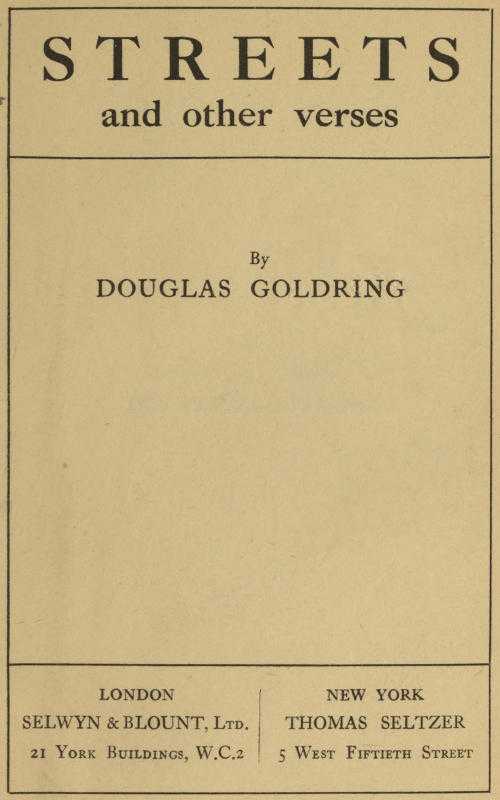 STREETS
and other verses
By
DOUGLAS GOLDRING
LONDON
SELWYN & BLOUNT, LTD.
21 YORK BUILDINGS, W.C.2
NEW YORK
THOMAS SELTZER
5 WEST FIFTIETH STREET